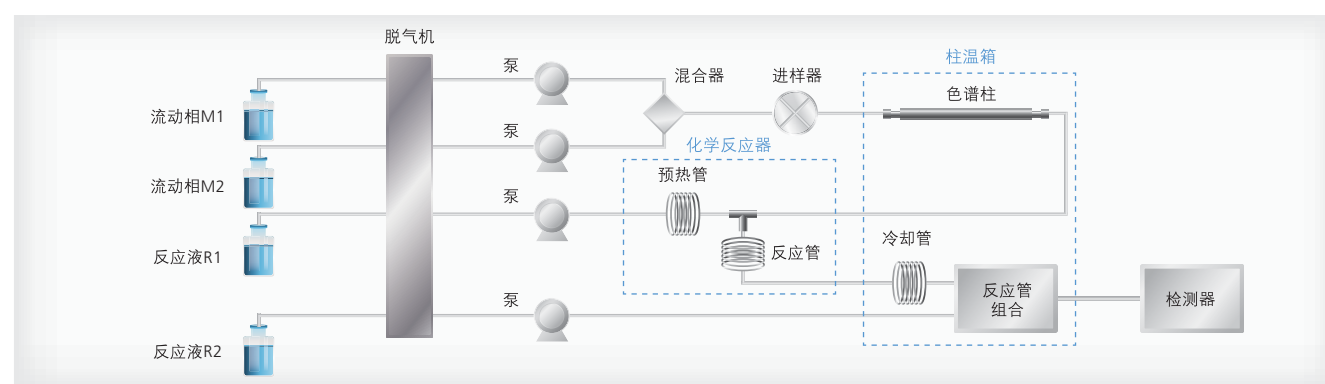 脱气机
泵
混合器
进样器
柱温箱
色谱柱
流动相M1
泵
化学反应器
流动相M2
预热管
泵
反应液R1
反应管
冷却管
泵
反应管
组合
检测器
反应液R2